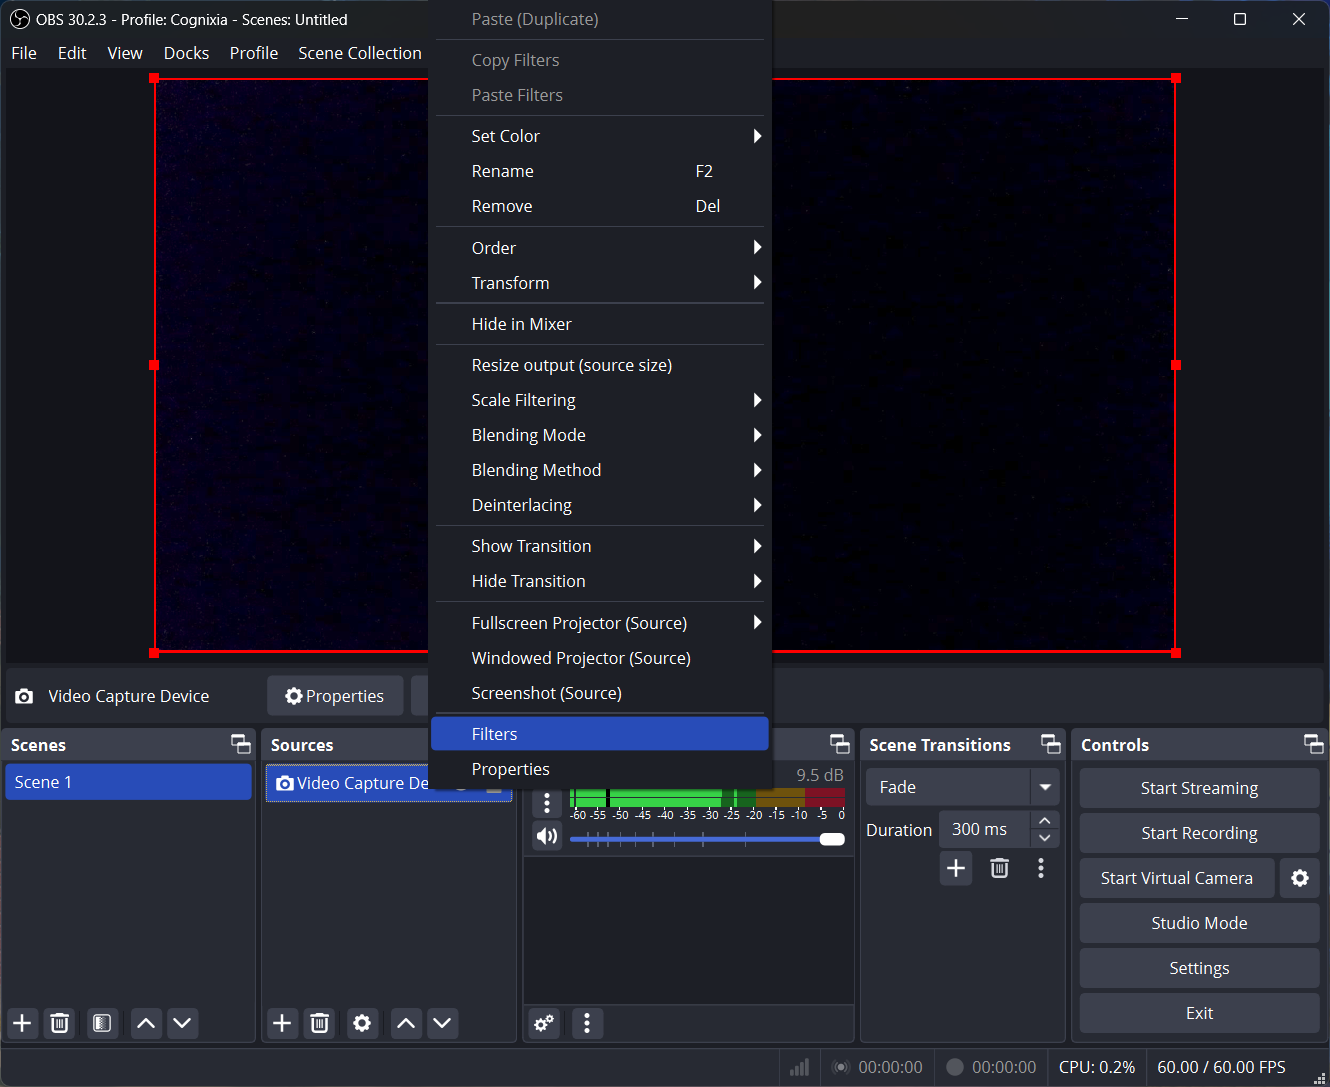 OBS 30.2.3 - Profile: Cognixia - Scenes: Untitled
File Edit View Docks Profile Scene Collection
Paste (Duplicate)
Copy Filters
Paste Filters
Set Color
Rename F2
Remove Del
Order
Transform
Hide in Mixer
Resize output (source size)
Scale Filtering
Blending Mode
Blending Method
Deinterlacing
Show Transition
Hide Transition
Fullscreen Projector (Source)
Windowed Projector (Source)
Screenshot (Source)
Filters
Properties
Video Capture Device Properties
Scenes
Scene 1
Sources
Video Capture De
9.5 dB
-60 -55 -50 -45 -40 -35 -30 -25 -20 -15 -10 -5 0
Scene Transitions
Fade
Duration 300 ms
Controls
Start Streaming
Start Recording
Start Virtual Camera
Studio Mode
Settings
Exit
00:00:00 00:00:00 CPU: 0.2% 60.00 / 60.00 FPS